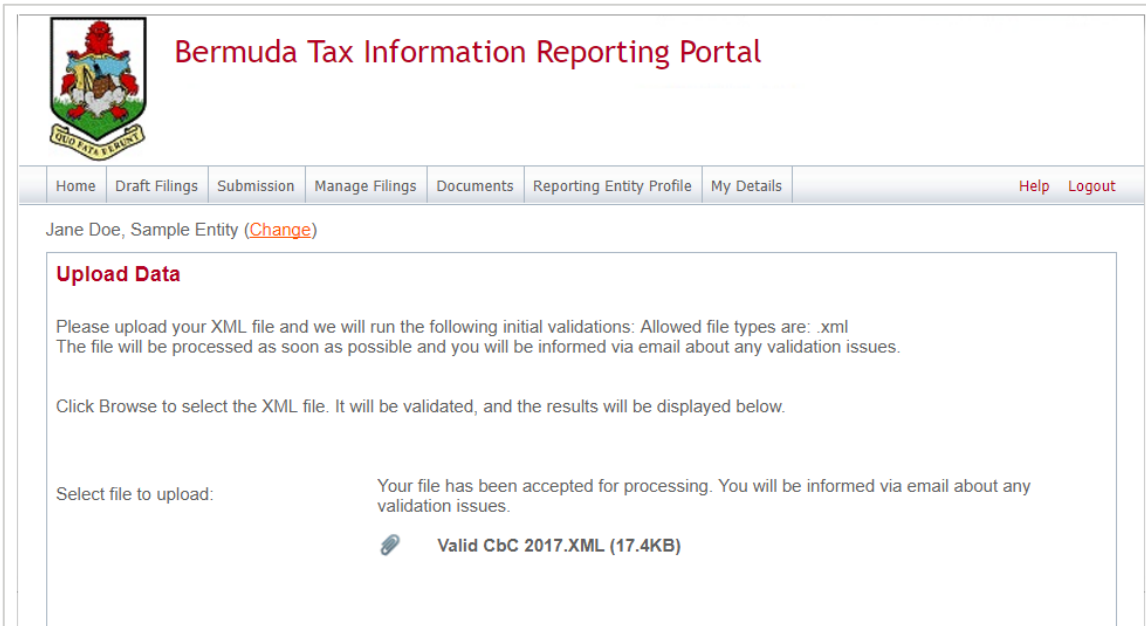 Bermuda Tax Information Reporting Portal
QUO FATA FERUNT
Home Draft Filings Submission Manage Filings Documents Reporting Entity Profile My Details Help Logout
Jane Doe, Sample Entity (Change)
Upload Data
Please upload your XML file and we will run the following initial validations: Allowed file types are: .xml
The file will be processed as soon as possible and you will be informed via email about any validation issues.
Click Browse to select the XML file. It will be validated, and the results will be displayed below.
Select file to upload:
Your file has been accepted for processing. You will be informed via email about any
validation issues.
Valid CbC 2017.XML (17.4KB)